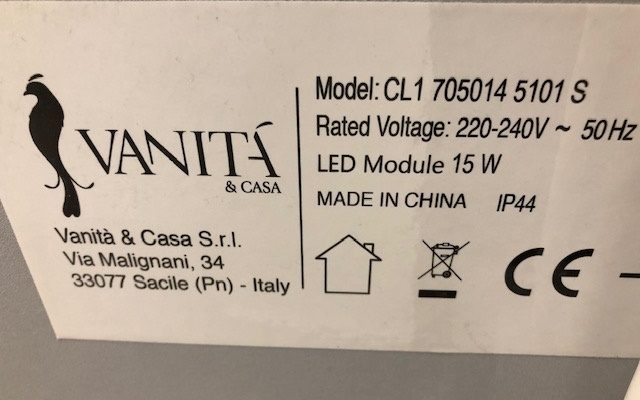 VANITÁ
& CASA
Vanità & Casa S.r.l.
Via Malignani, 34
33077 Sacile (Pn) - Italy
Model: CL1 705014 5101 S
Rated Voltage: 220-240V ~ 50Hz
LED Module 15 W
MADE IN CHINA IP44
CE